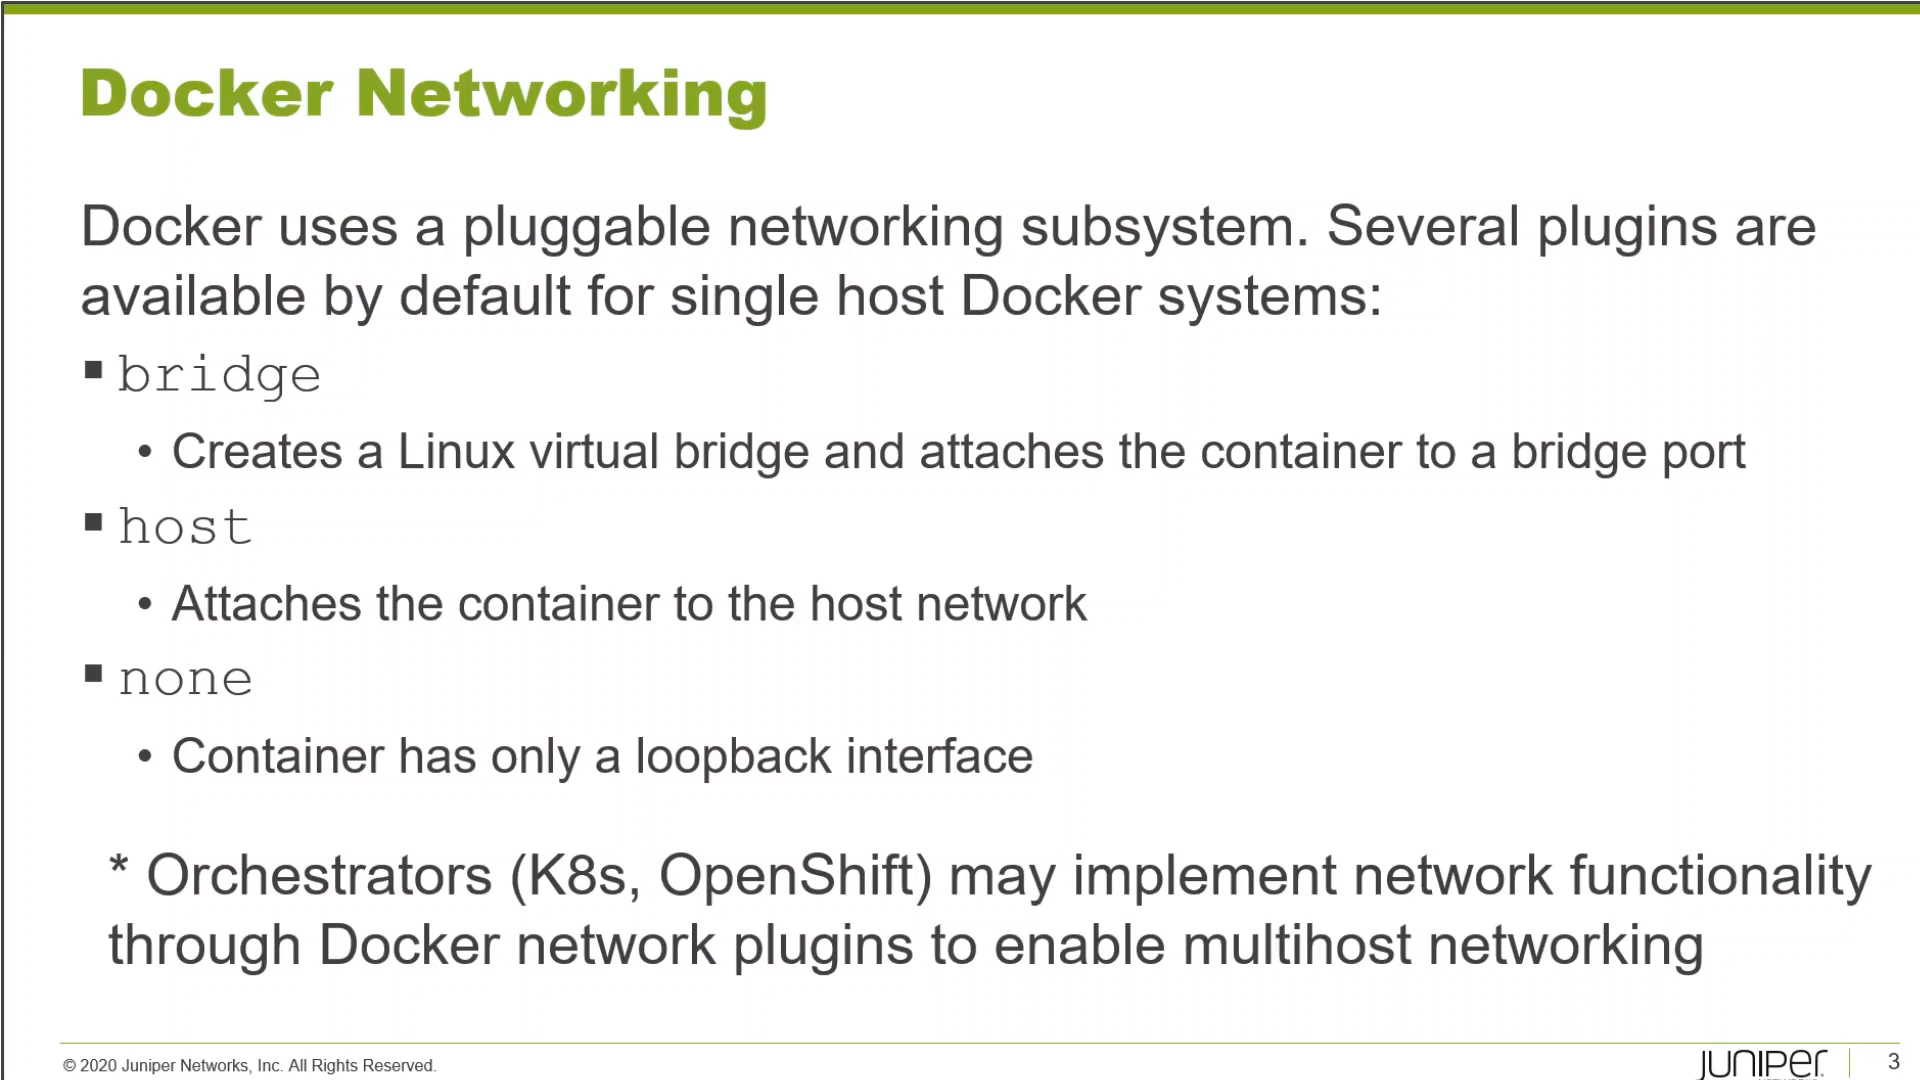 Docker Networking
Docker uses a pluggable networking subsystem. Several plugins are
available by default for single host Docker systems:
▪ bridge
• Creates a Linux virtual bridge and attaches the container to a bridge port
▪ host
• Attaches the container to the host network
▪ none
• Container has only a loopback interface
* Orchestrators (K8s, OpenShift) may implement network functionality
through Docker network plugins to enable multihost networking
© 2020 Juniper Networks, Inc. All Rights Reserved.
JUNIPER
3